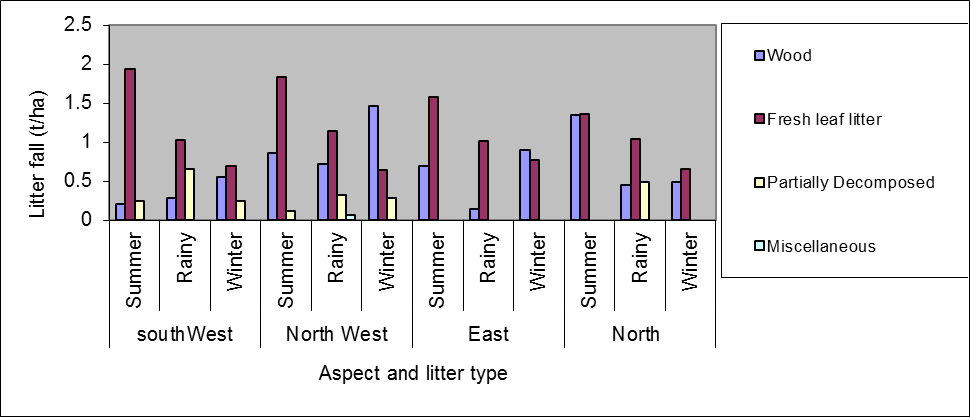 2.5
2
1.5
1
0.5
0
Litter fall (t/ha)
Summer
Rainy
Winter
Summer
Rainy
Winter
Summer
Rainy
Winter
Summer
Rainy
Winter
southWest
North West
East
North
Aspect and litter type
Wood
Fresh leaf litter
Partially Decomposed
Miscellaneous